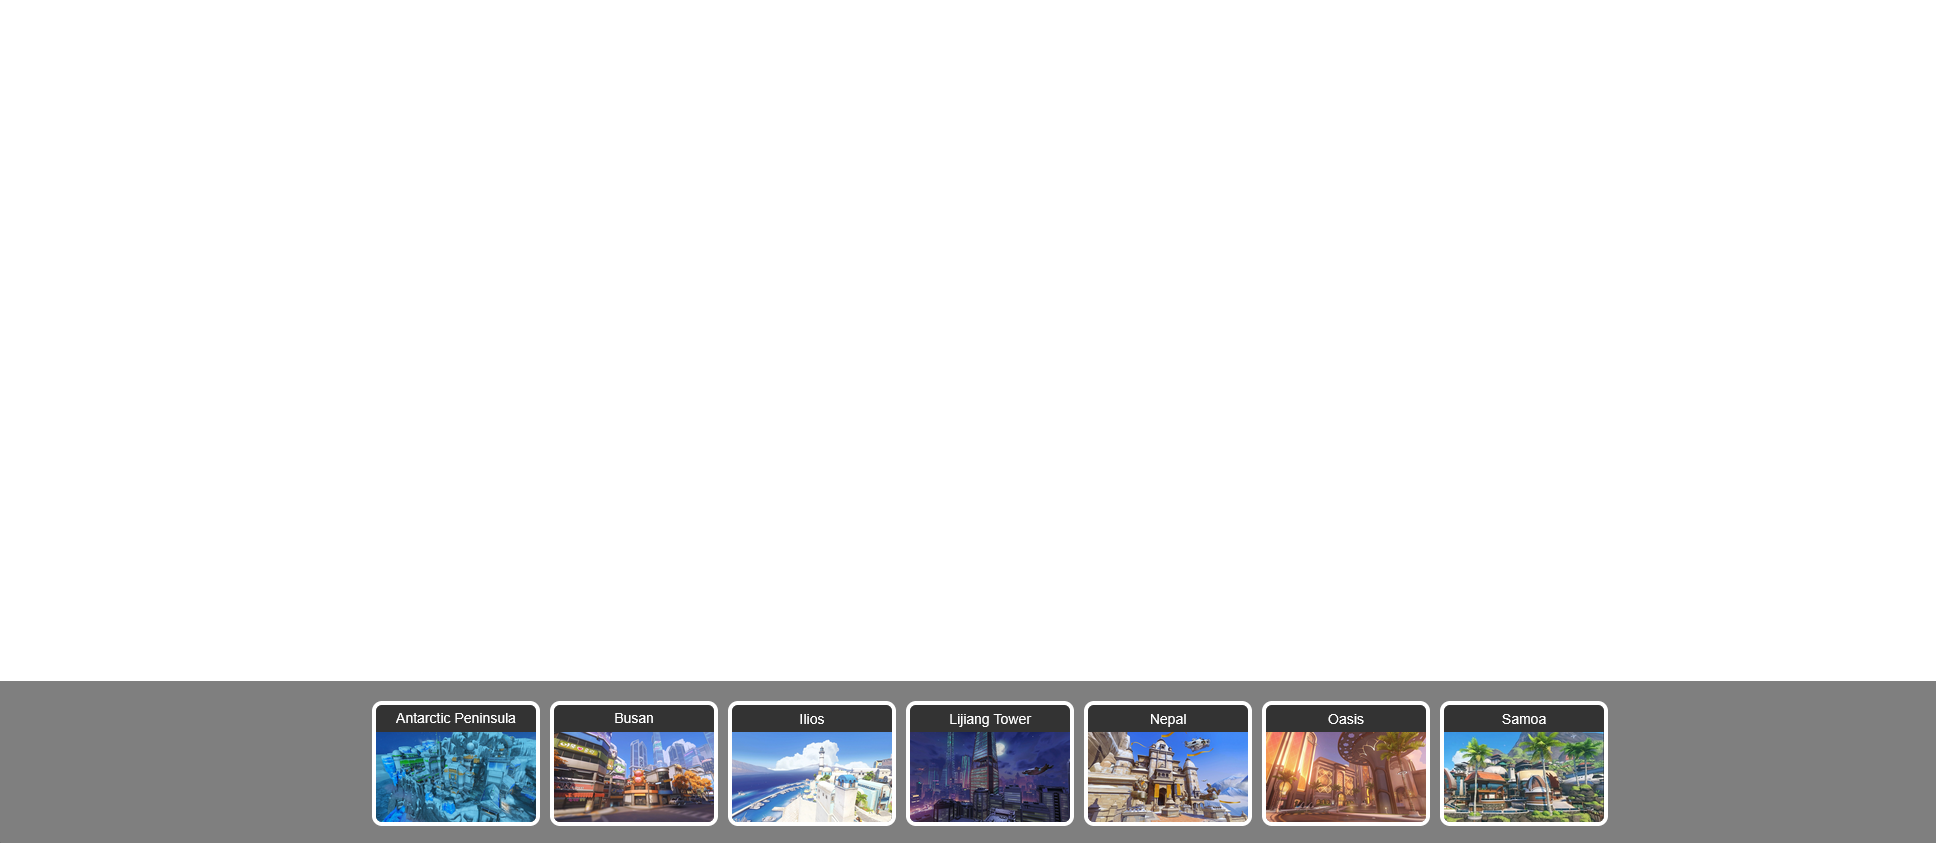 Antarctic Peninsula
Busan
Ilios
Lijiang Tower
Nepal
Oasis
Samoa